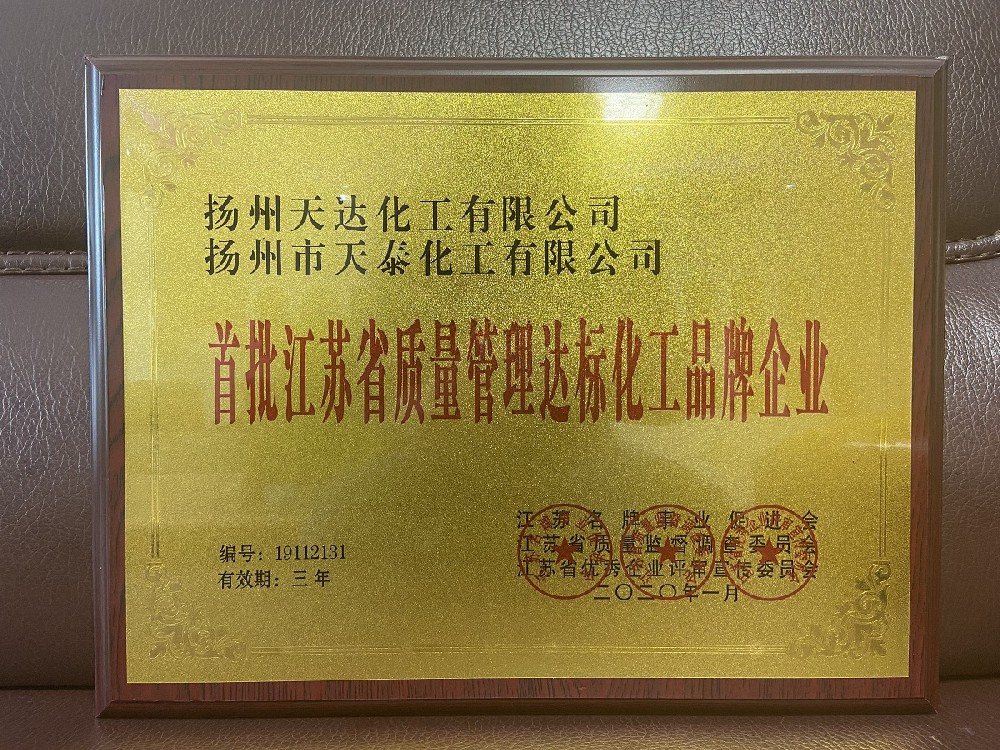 扬州天达化工有限公司
扬州市天泰化工有限公司
首批江苏省质量管理达标化工品牌企业
江苏名牌事业促进会
编号：19112131
江苏省质量监督调查委员会
有效期：三年
江苏省优秀企业评审宣传委员会
二〇二〇年一月